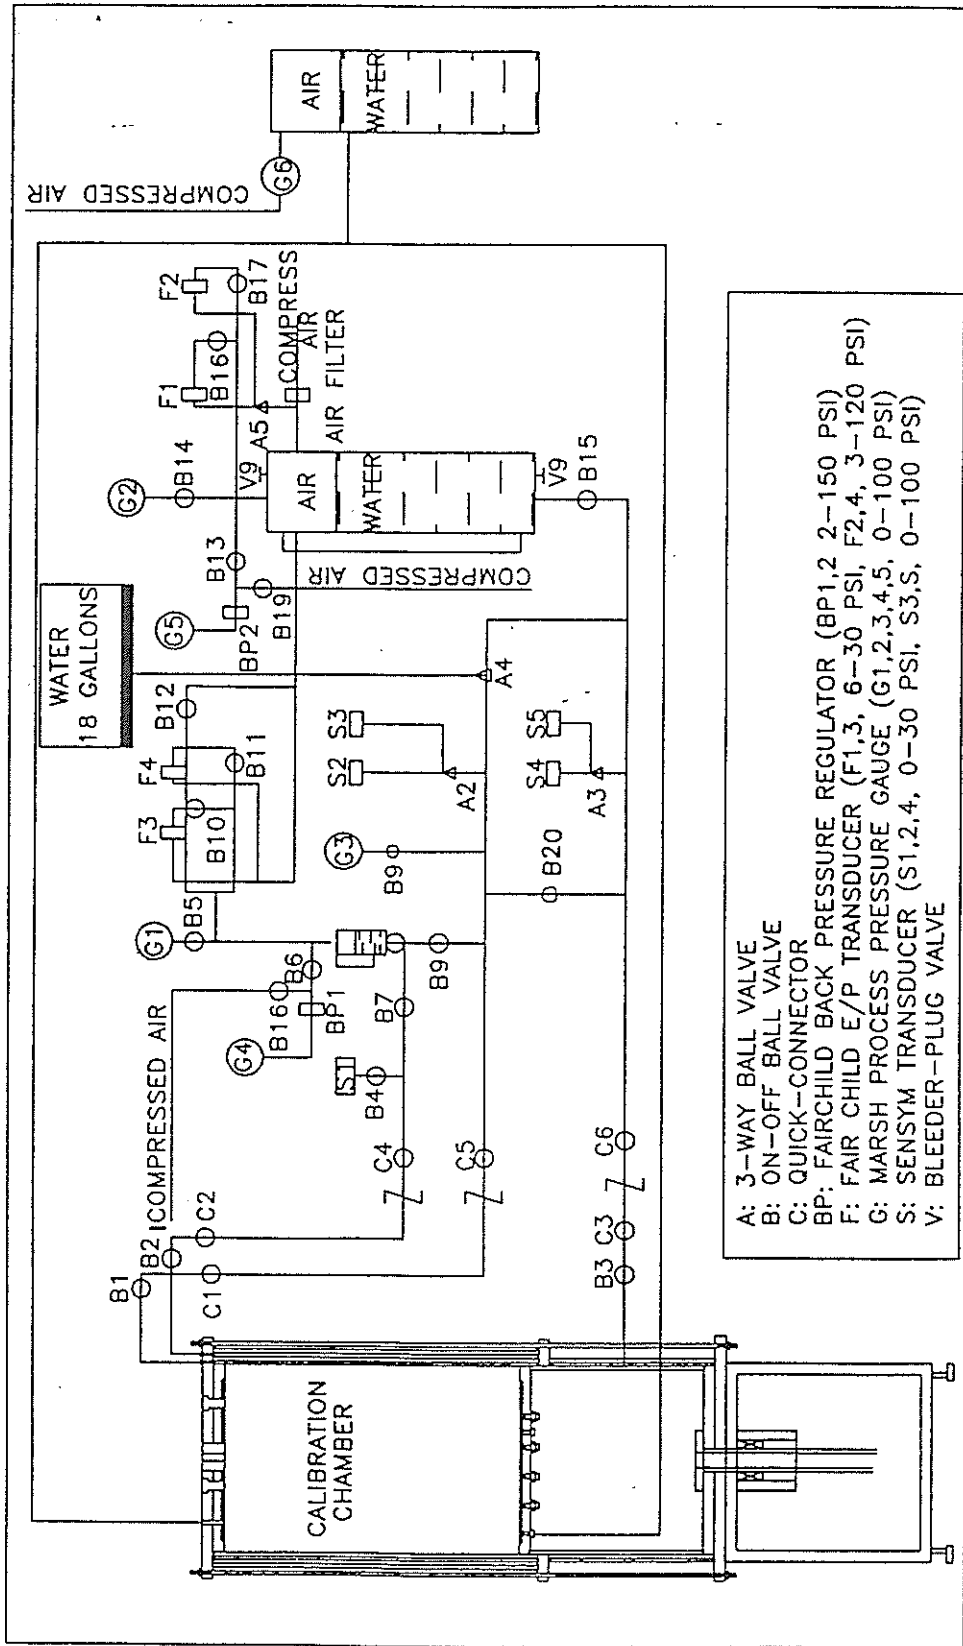 COMPRESSED AIR
G6
AIR
WATER
WATER
18 GALLONS
F2
B17
F1
B16
COMPRESS
AIR
AIR FILTER
A5
G2
B14
V9
AIR
WATER
V9
B15
B13
G5
BP2
B19
COMPRESSED AIR
B12
F4
B11
F3
B10
A4
S3
S2
A2
S5
S4
A3
G3
B9
B20
G1
B5
B6
B16
BP1
G4
B9
B7
S1
B4
C4
C5
C6
COMPRESSED AIR
B2
C2
B1
C1
B3
C3
CALIBRATION
CHAMBER
A: 3-WAY BALL VALVE
B: ON-OFF BALL VALVE
C: QUICK-CONNECTOR
BP: FAIRCHILD BACK PRESSURE REGULATOR (BP1,2 2-150 PSI)
F: FAIR CHILD E/P TRANSDUCER (F1,3, 6-30 PSI, F2,4, 3-120 PSI)
G: MARSH PROCESS PRESSURE GAUGE (G1,2,3,4,5, 0-100 PSI)
S: SENSYM TRANSDUCER (S1,2,4, 0-30 PSI, S3,S, 0-100 PSI)
V: BLEEDER-PLUG VALVE